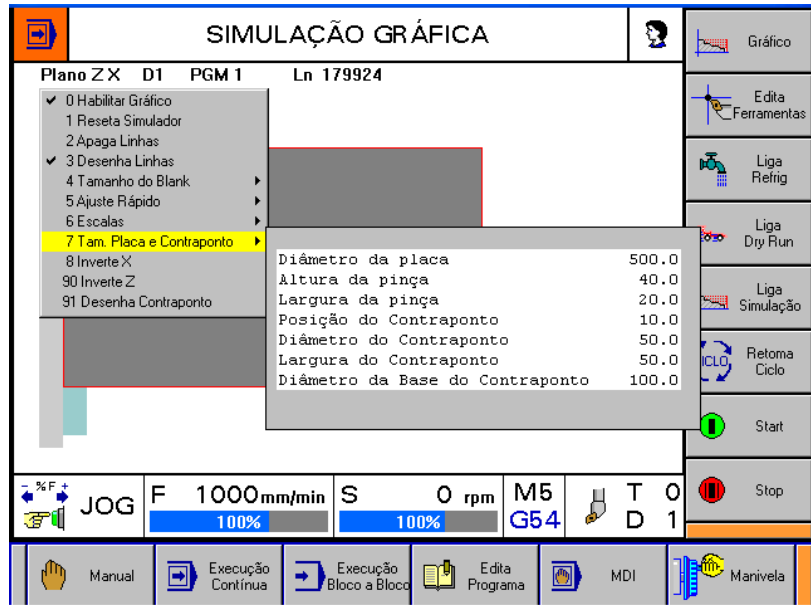 SIMULAÇÃO GRÁFICA
Plano Z X D1 PGM 1 Ln 179924
0 Habilitar Gráfico
1 Reseta Simulador
2 Apaga Linhas
3 Desenha Linhas
4 Tamanho do Blank
5 Ajuste Rápido
6 Escalas
7 Tam. Placa e Contraponto
8 Inverte X
90 Inverte Z
91 Desenha Contraponto
Diâmetro da placa 500.0
Altura da pinça 40.0
Largura da pinça 20.0
Posição do Contraponto 10.0
Diâmetro do Contraponto 50.0
Largura do Contraponto 50.0
Diâmetro da Base do Contraponto 100.0
Gráfico
Edita
Ferramentas
Liga
Refrig
Liga
Dry Run
Liga
Simulação
CICLO
Retoma
Ciclo
Start
Stop
- % F +
JOG
F 1000 mm/min
100%
S 0 rpm
100%
M5
G54
T 0
D 1
Manual
Execução
Contínua
Execução
Bloco a Bloco
Edita
Programa
MDI
Manivela